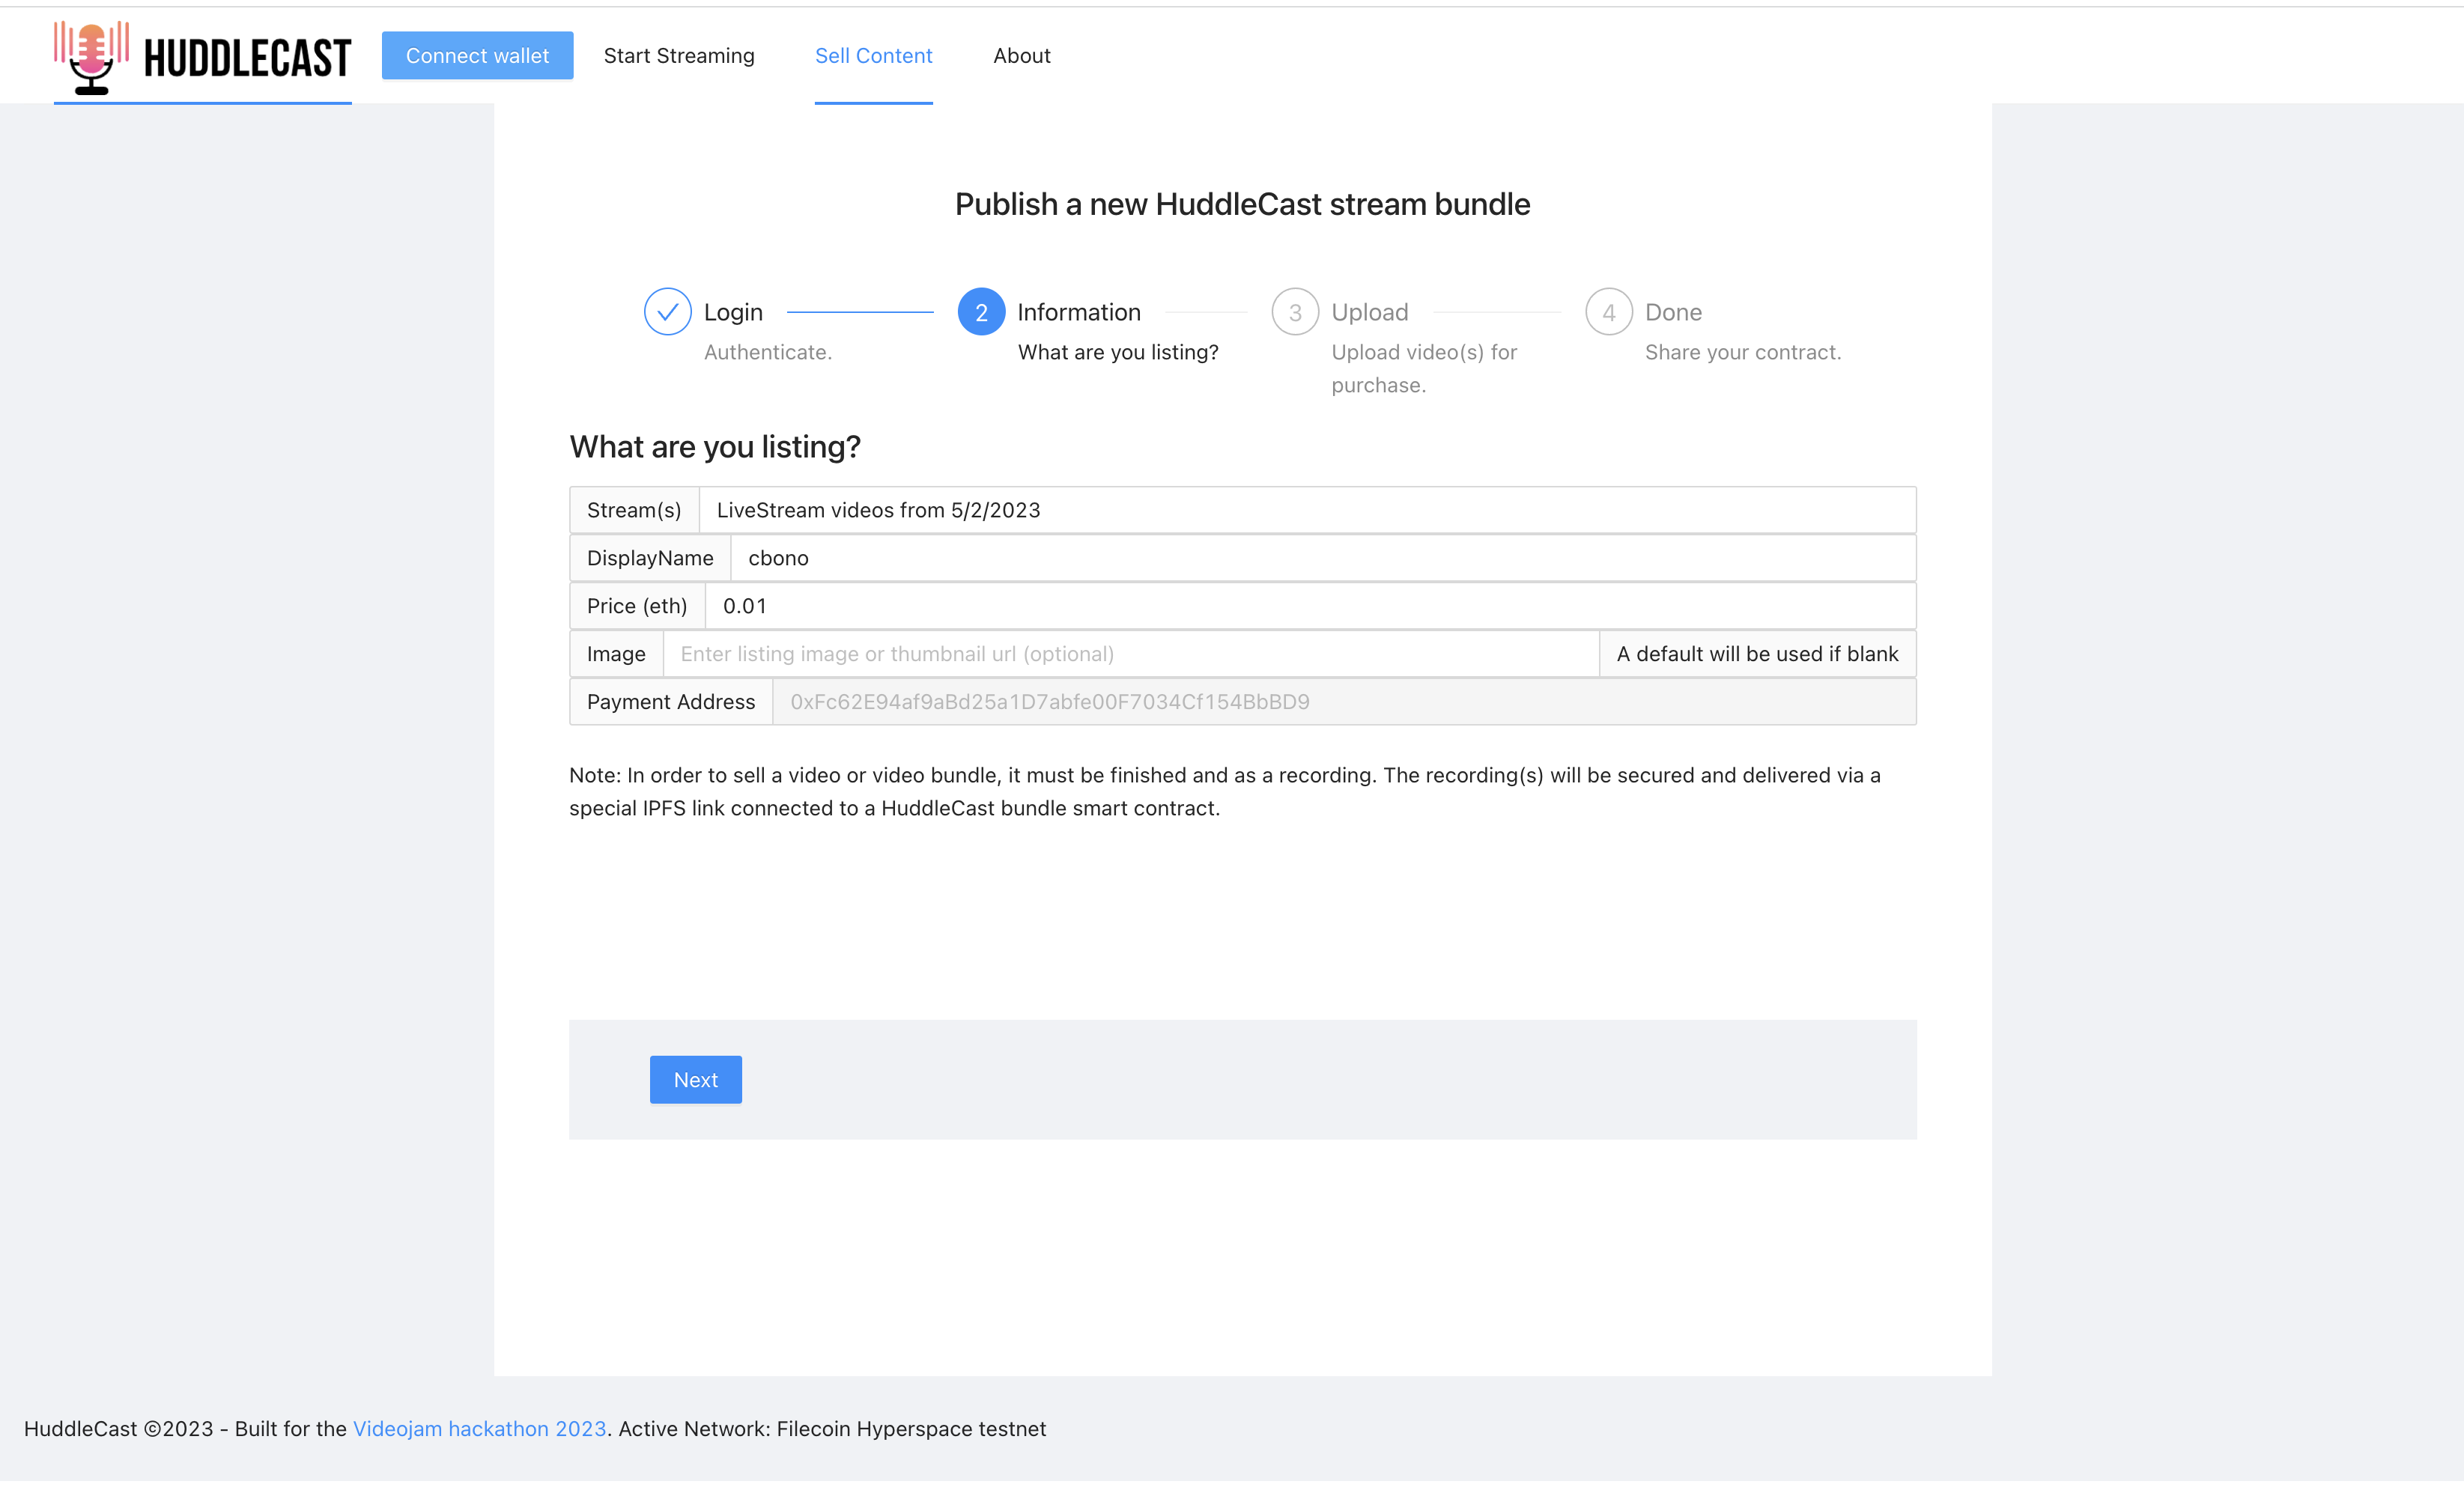 HUDDLECAST
Connect wallet
Start Streaming
Sell Content
About
Publish a new HuddleCast stream bundle
Login
Authenticate.
2
Information
What are you listing?
3
Upload
Upload video(s) for
purchase.
4
Done
Share your contract.
What are you listing?
Stream(s) LiveStream videos from 5/2/2023
DisplayName cbono
Price (eth) 0.01
Image Enter listing image or thumbnail url (optional) A default will be used if blank
Payment Address 0xFc62E94af9aBd25a1D7abfe00F7034Cf154BbBD9
Note: In order to sell a video or video bundle, it must be finished and as a recording. The recording(s) will be secured and delivered via a
special IPFS link connected to a HuddleCast bundle smart contract.
Next
HuddleCast ©2023 - Built for the Videojam hackathon 2023. Active Network: Filecoin Hyperspace testnet